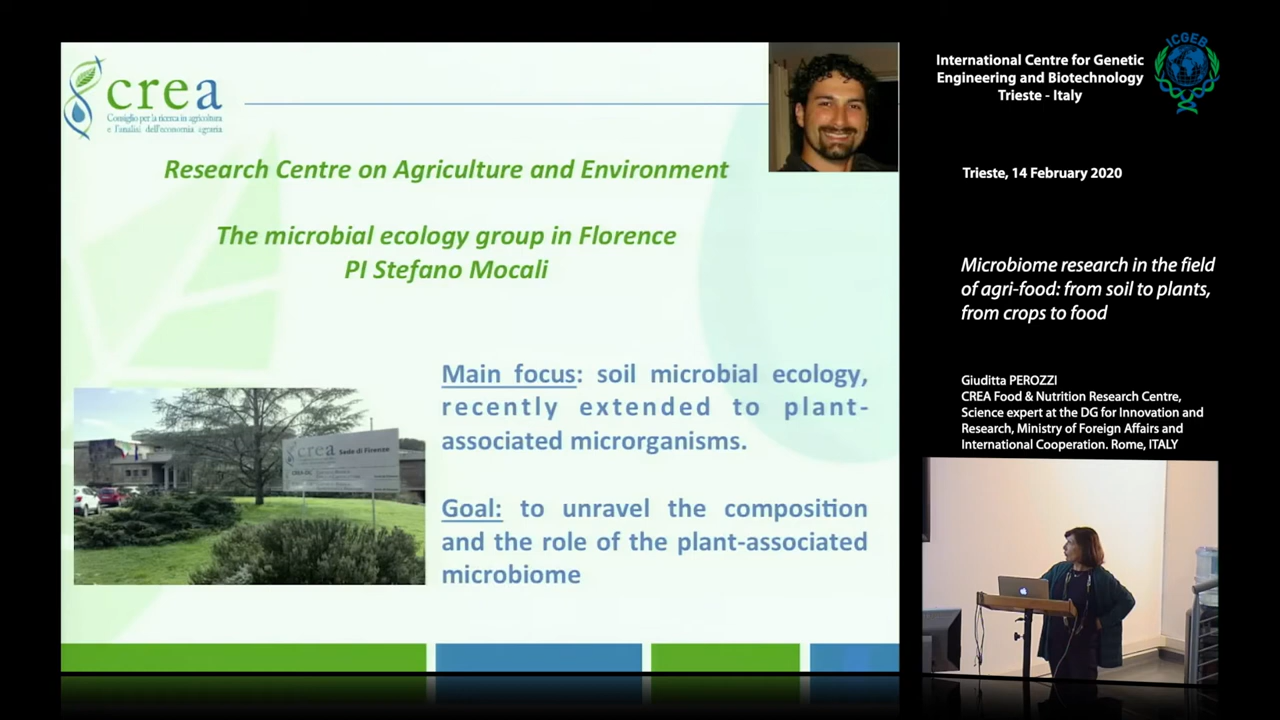 crea
Consiglio per la ricerca in agricoltura
e l'analisi dell'economia agraria
Research Centre on Agriculture and Environment
The microbial ecology group in Florence
PI Stefano Mocali
Main focus: soil microbial ecology,
recently extended to plant-
associated microrganisms.
Goal: to unravel the composition
and the role of the plant-associated
microbiome
crea Sede di Firenze
ICGEB
International Centre for Genetic
Engineering and Biotechnology
Trieste - Italy
Trieste, 14 February 2020
Microbiome research in the field
of agri-food: from soil to plants,
from crops to food
Giuditta PEROZZI
CREA Food & Nutrition Research Centre,
Science expert at the DG for Innovation and
Research, Ministry of Foreign Affairs and
International Cooperation. Rome, ITALY